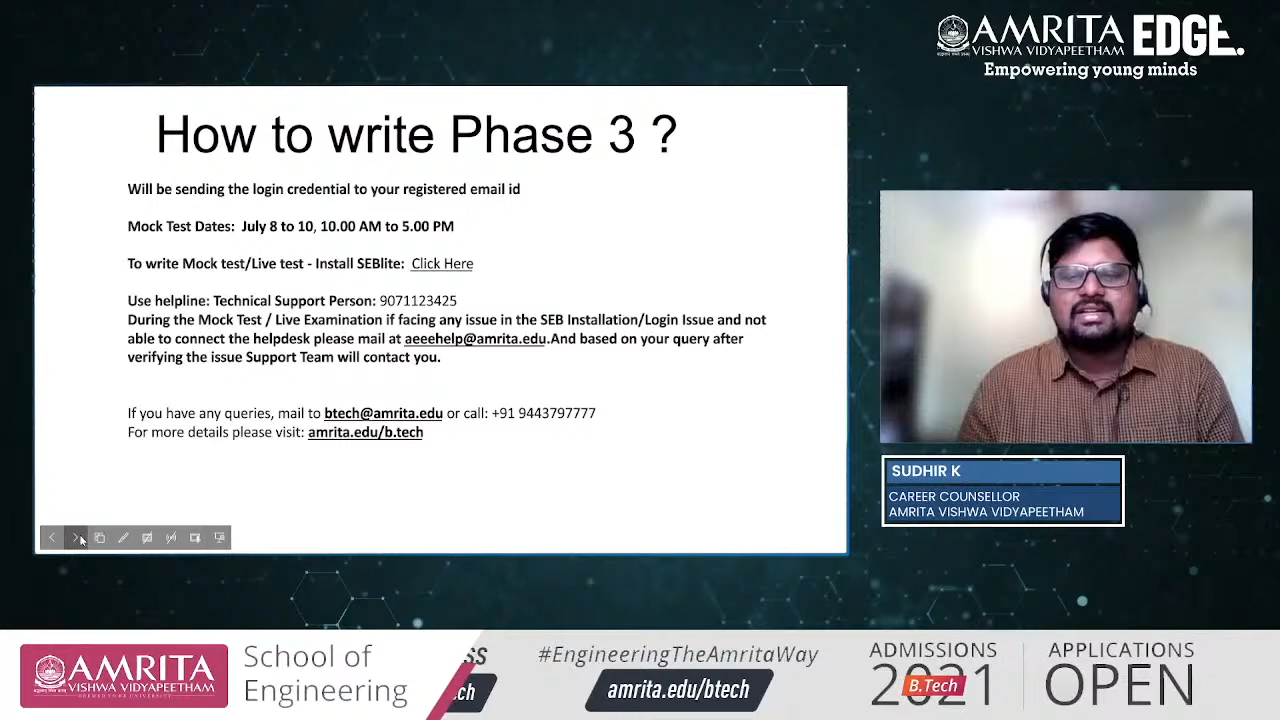 AMRITA EDGE.
VISHWA VIDYAPEETHAM
Empowering young minds
How to write Phase 3 ?
Will be sending the login credential to your registered email id
Mock Test Dates: July 8 to 10, 10.00 AM to 5.00 PM
To write Mock test/Live test - Install SEBlite: Click Here
Use helpline: Technical Support Person: 9071123425
During the Mock Test / Live Examination if facing any issue in the SEB Installation/Login Issue and not
able to connect the helpdesk please mail at aeeehelp@amrita.edu.And based on your query after
verifying the issue Support Team will contact you.
If you have any queries, mail to btech@amrita.edu or call: +91 9443797777
For more details please visit: amrita.edu/b.tech
SUDHIR K
CAREER COUNSELLOR
AMRITA VISHWA VIDYAPEETHAM
AMRITA
VISHWA VIDYAPEETHAM
School of
Engineering
#EngineeringTheAmritaWay
amrita.edu/btech
ADMISSIONS
2021
B.Tech
APPLICATIONS
OPEN